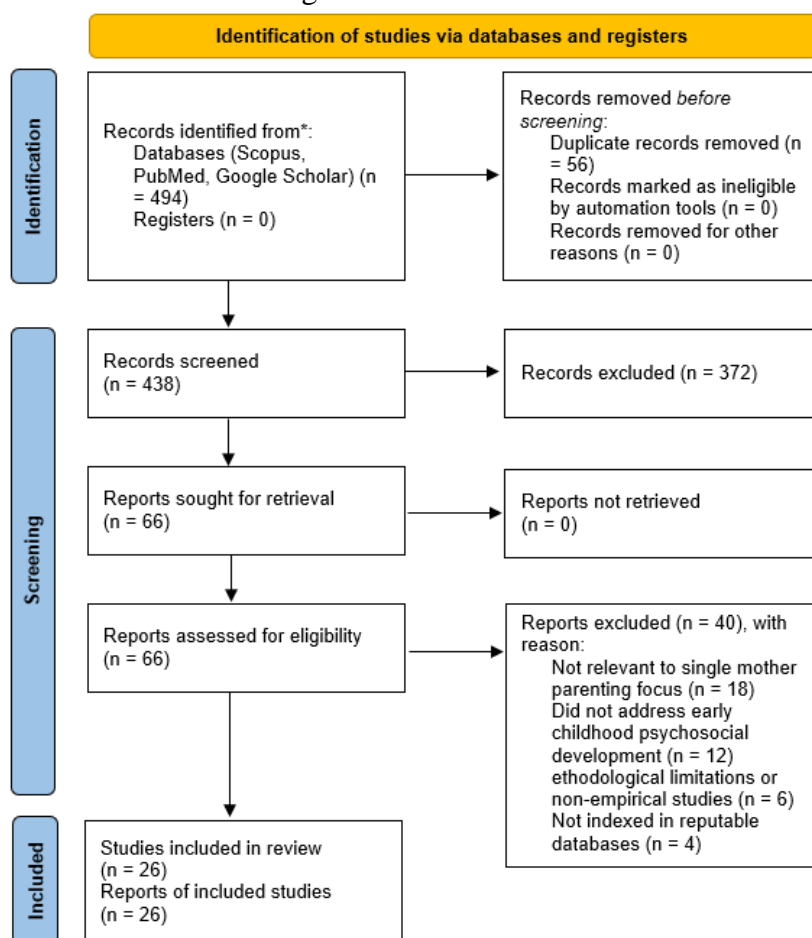 Identification of studies via databases and registers
Identification
Records identified from*:
Databases (Scopus,
PubMed, Google Scholar) (n
= 494)
Registers (n = 0)
Records removed before
screening:
Duplicate records removed (n
= 56)
Records marked as ineligible
by automation tools (n = 0)
Records removed for other
reasons (n = 0)
Screening
Records screened
(n = 438)
Records excluded (n = 372)
Reports sought for retrieval
(n = 66)
Reports not retrieved
(n = 0)
Reports assessed for eligibility
(n = 66)
Reports excluded (n = 40), with
reason:
Not relevant to single mother
parenting focus (n = 18)
Did not address early
childhood psychosocial
development (n = 12)
ethodological limitations or
non-empirical studies (n = 6)
Not indexed in reputable
databases (n = 4)
Included
Studies included in review
(n = 26)
Reports of included studies
(n = 26)